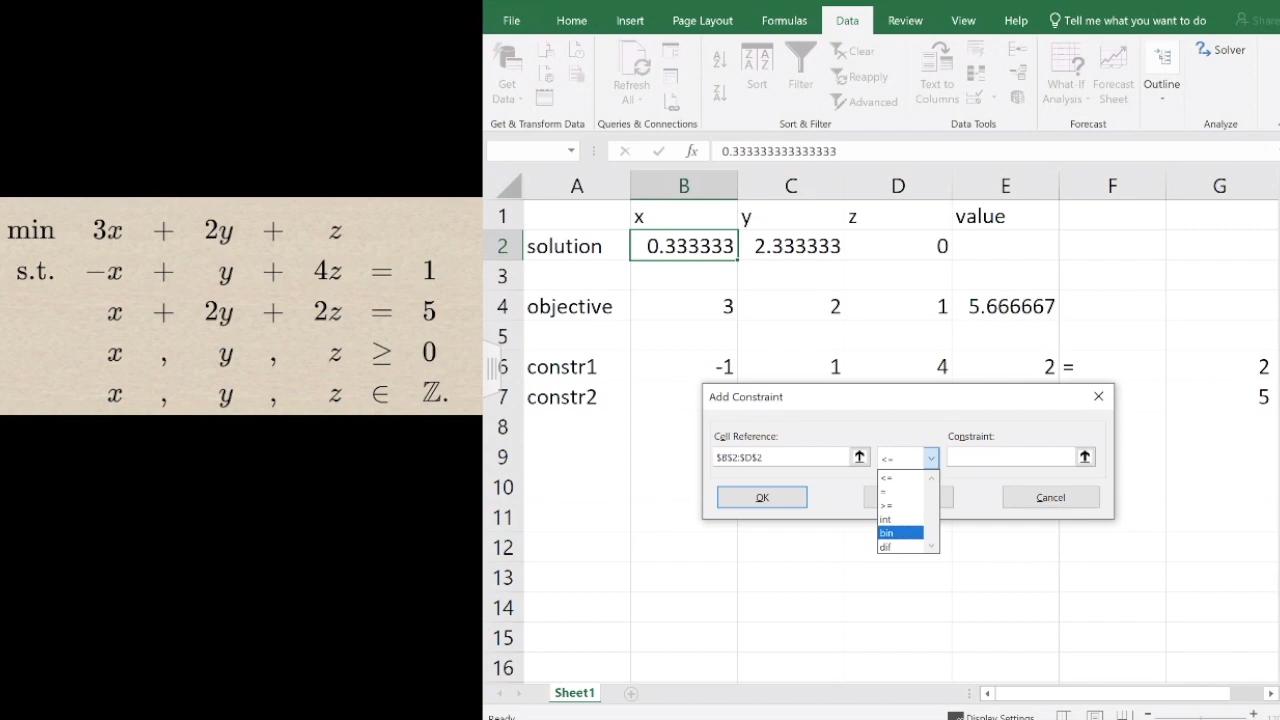 min 3x + 2y + z
s.t. −x + y + 4z = 1
x + 2y + 2z = 5
x , y , z ≥ 0
x , y , z ∈ ℤ.
File Home Insert Page Layout Formulas Data Review View Help Tell me what you want to do Share
Get Data Refresh All Sort Filter Clear Reapply Advanced Text to Columns What-If Analysis Forecast Sheet Outline Solver
Get & Transform Data Queries & Connections Sort & Filter Data Tools Forecast Analyze
fx 0.333333333333333
A B C D E F G
1 x y z value
2 solution 0.333333 2.333333 0
3
4 objective 3 2 1 5.666667
5
6 constr1 -1 1 4 2 = 2
7 constr2 5
8
9
10
11
12
13
14
15
16
Add Constraint
Cell Reference: Constraint:
$B$2:$D$2 <=
<=
=
>=
int
bin
dif
OK Cancel
Sheet1
Ready Display Settings